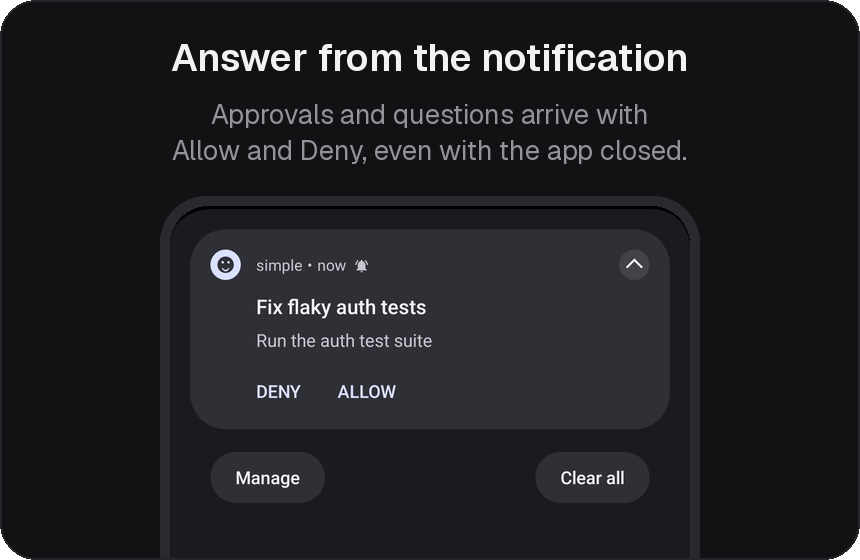 Answer from the notification
Approvals and questions arrive with
Allow and Deny, even with the app closed.
simple • now
Fix flaky auth tests
Run the auth test suite
DENY ALLOW
Manage Clear all